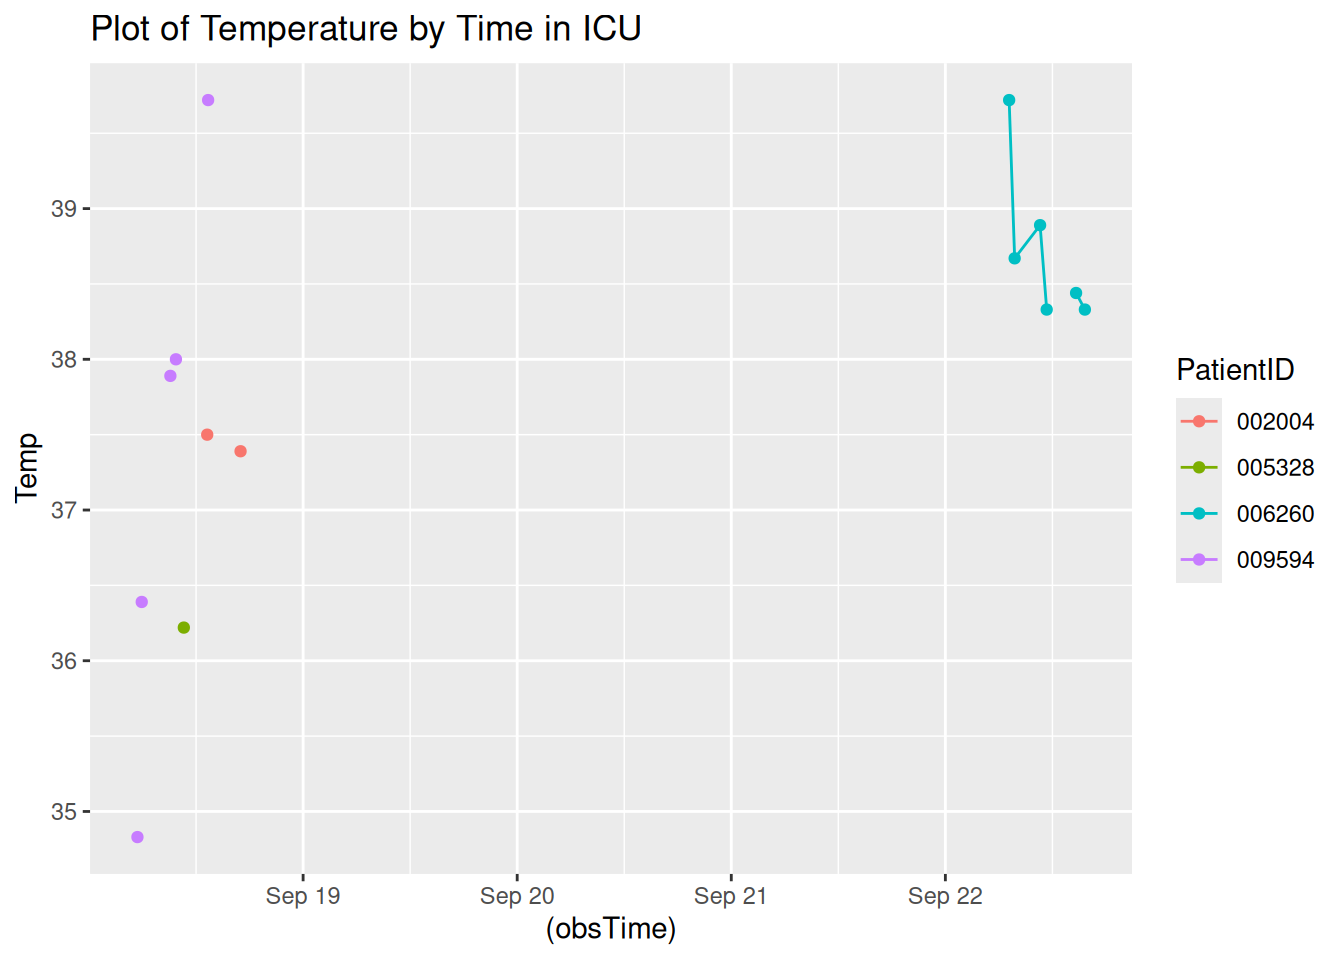 Plot of Temperature by Time in ICU
39
38
37
36
35
Temp
Sep 19
Sep 20
Sep 21
Sep 22
(obsTime)
PatientID
002004
005328
006260
009594